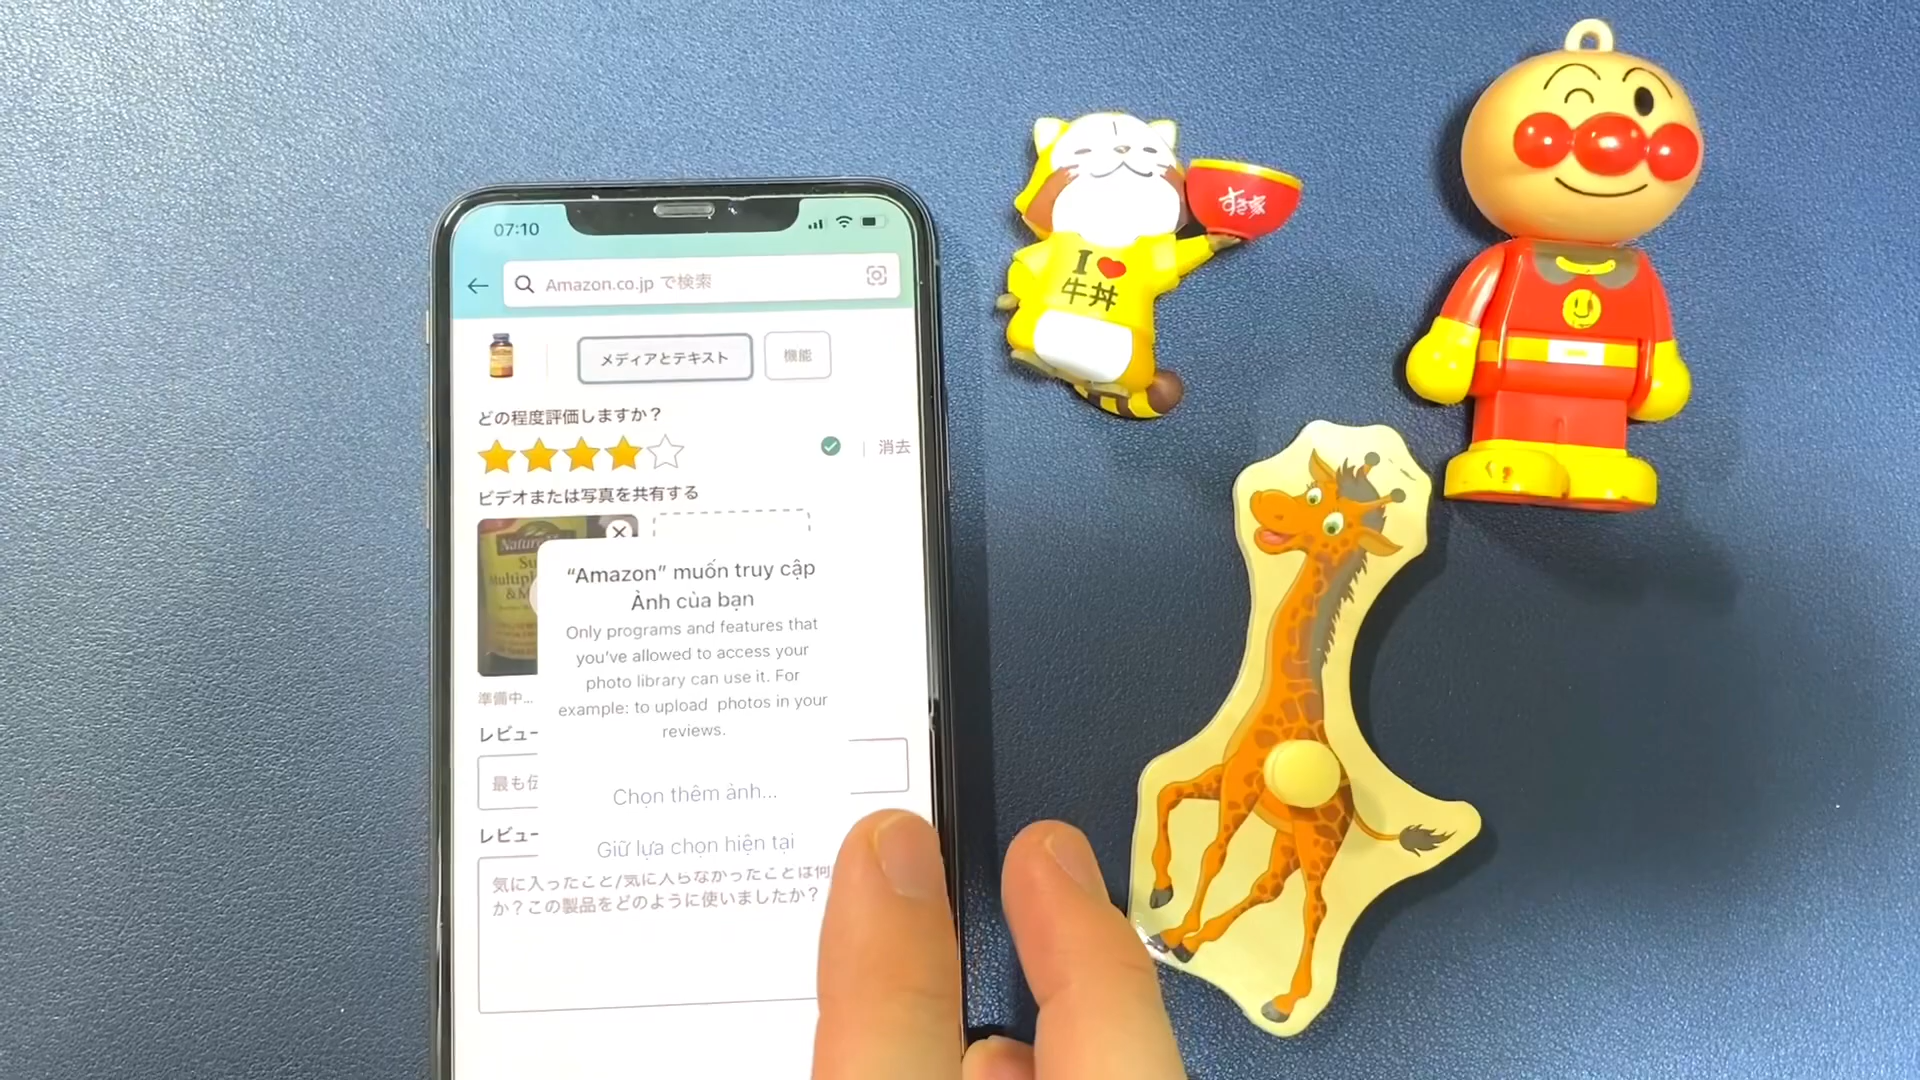 07:10
Amazon.co.jp で検索
メディアとテキスト
機能
どの程度評価しますか？
消去
ビデオまたは写真を共有する
Nature
Su
Multip
& M
“Amazon” muốn truy cập
Ảnh của bạn
Only programs and features that
you've allowed to access your
photo library can use it. For
example: to upload photos in your
reviews.
準備中...
レビュー
最も伝
Chọn thêm ảnh...
レビュー
Giữ lựa chọn hiện tại
気に入ったこと/気に入らなかったことは何
か？この製品をどのように使いましたか？
すき家
I
牛丼